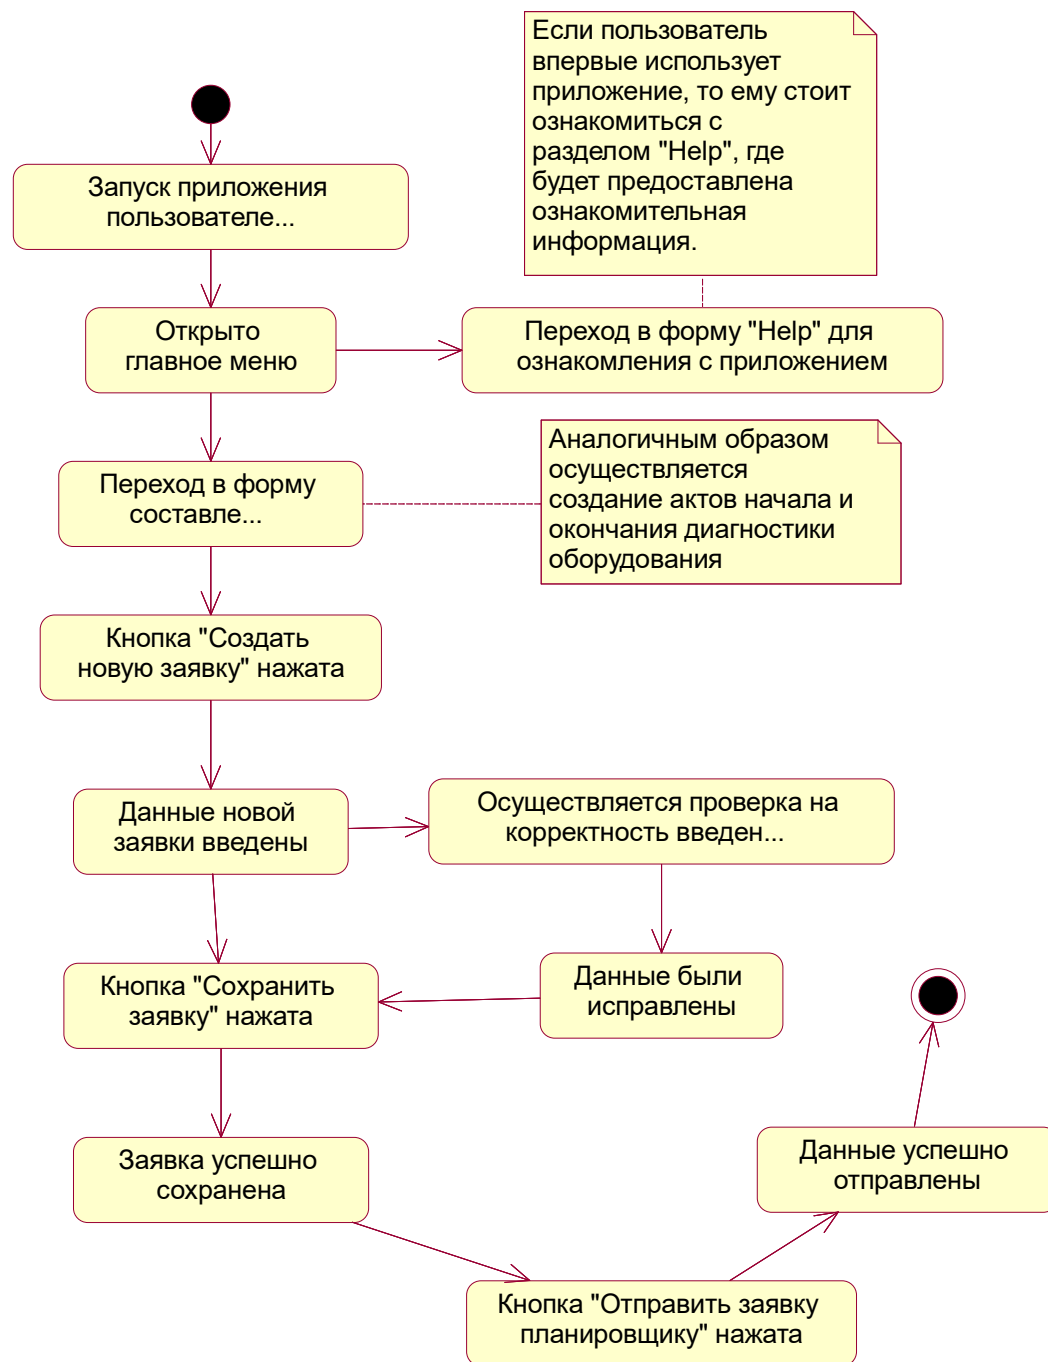 Если пользователь
впервые использует
приложение, то ему стоит
ознакомиться с
разделом "Help", где
будет предоставлена
ознакомительная
информация.
Запуск приложения
пользователе...
Открыто
главное меню
Переход в форму "Help" для
ознакомления с приложением
Переход в форму
составле...
Аналогичным образом
осуществляется
создание актов начала и
окончания диагностики
оборудования
Кнопка "Создать
новую заявку" нажата
Данные новой
заявки введены
Осуществляется проверка на
корректность введен...
Кнопка "Сохранить
заявку" нажата
Данные были
исправлены
Заявка успешно
сохранена
Данные успешно
отправлены
Кнопка "Отправить заявку
планировщику" нажата